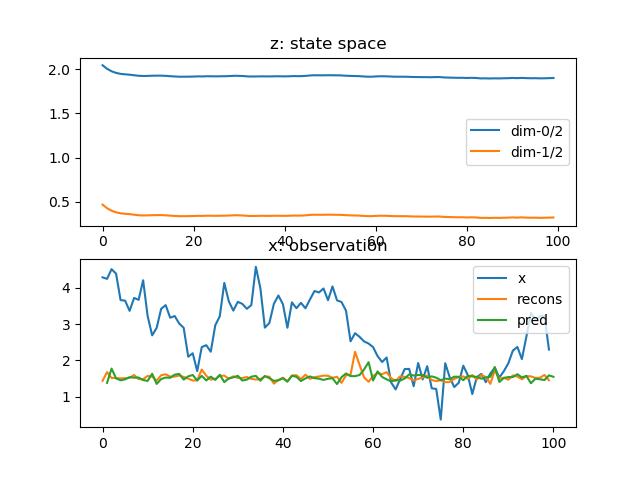 z: state space
2.0
1.5
1.0
0.5
dim-0/2
dim-1/2
0 20 40 60 80 100
x: observation
4
3
2
1
x
recons
pred
0 20 40 60 80 100